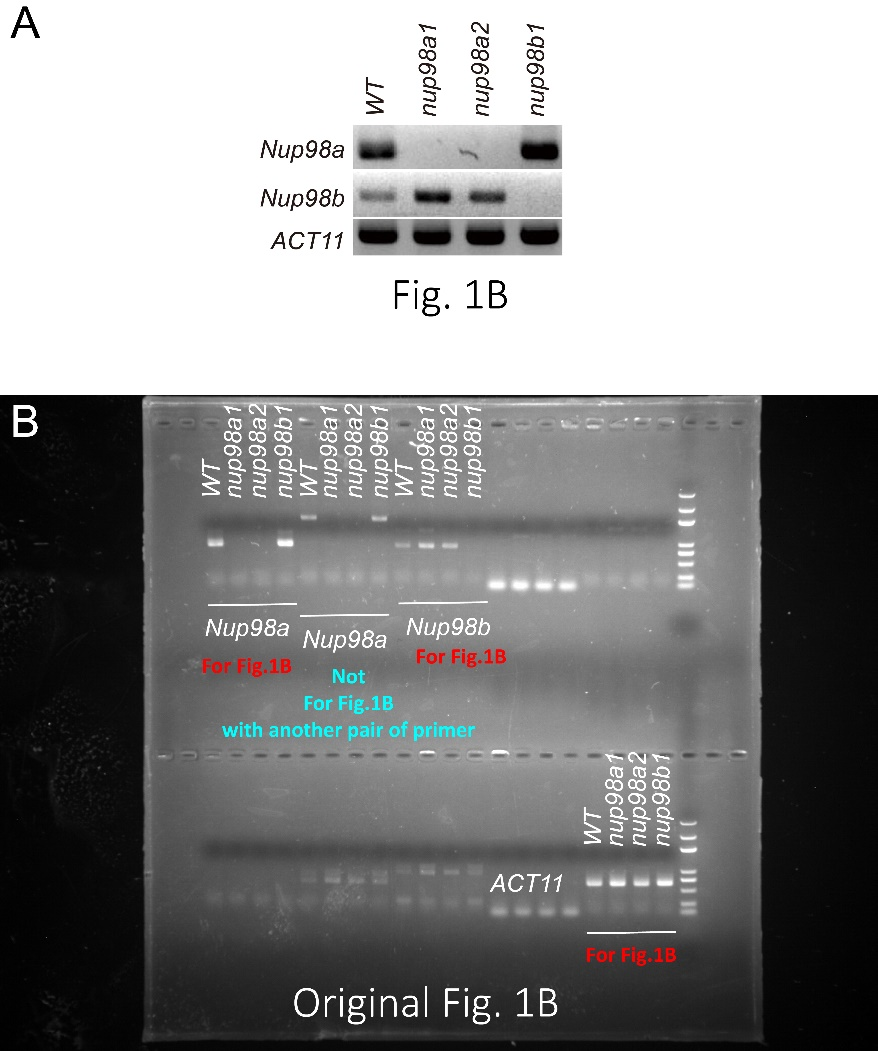 A
WT nup98a1 nup98a2 nup98b1
Nup98a
Nup98b
ACT11
Fig. 1B
B
WT nup98a1 nup98a2 nup98b1 WT nup98a1 nup98a2 nup98b1 WT nup98a1 nup98a2 nup98b1
Nup98a Nup98a Nup98b
For Fig.1B For Fig.1B
Not
For Fig.1B
with another pair of primer
WT nup98a1 nup98a2 nup98b1
ACT11
For Fig.1B
Original Fig. 1B